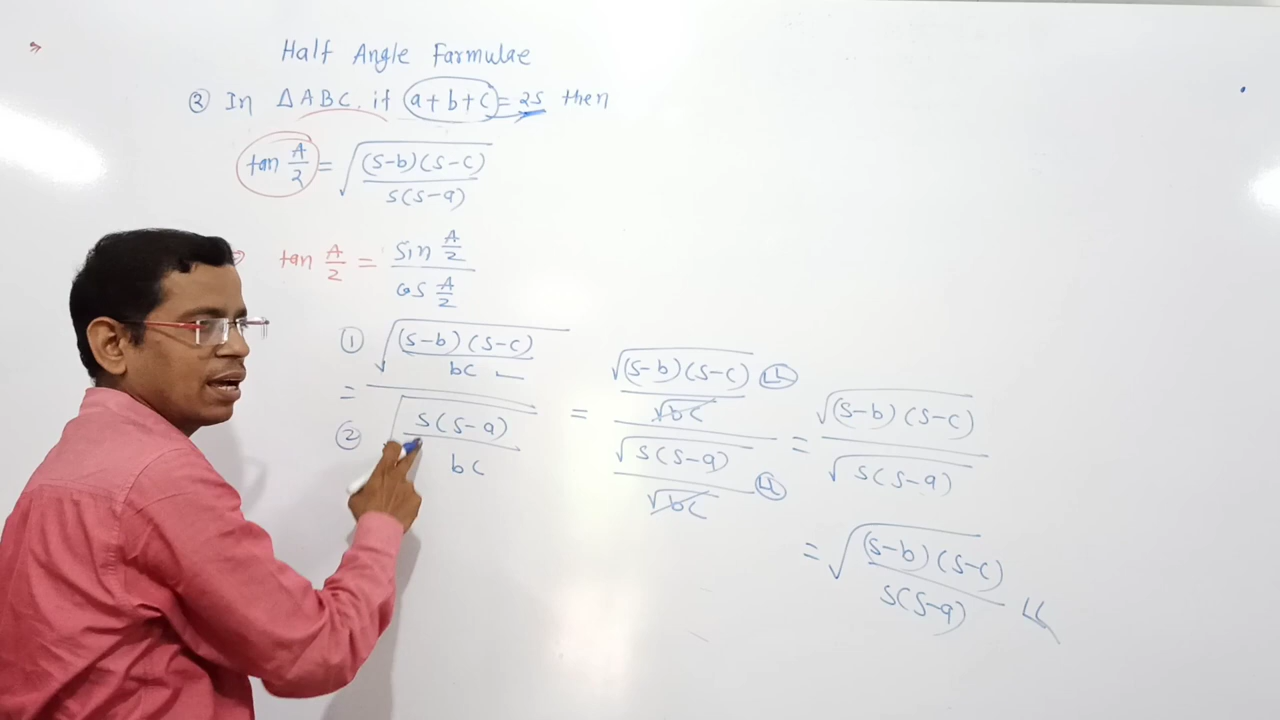 Half Angle Farmulae
③ In ΔABC. if a+b+c = 2s then
tan A/2 = √((s-b)(s-c) / s(s-a))
⇒ tan A/2 = sin A/2 / cos A/2
= ① √((s-b)(s-c) / bc) / ② √(s(s-a) / bc) = (√(s-b)(s-c) / √bc) / (√s(s-a) / √bc) = √(s-b)(s-c) / √s(s-a)
= √((s-b)(s-c) / s(s-a))